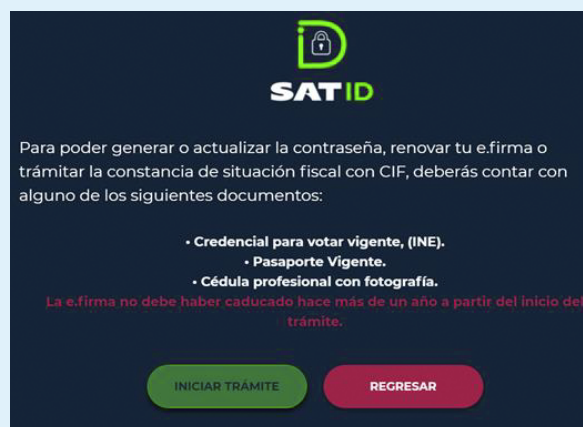 SAT ID
Para poder generar o actualizar la contraseña, renovar tu e.firma o
trámitar la constancia de situación fiscal con CIF, deberás contar con
alguno de los siguientes documentos:
• Credencial para votar vigente, (INE).
• Pasaporte Vigente.
• Cédula profesional con fotografía.
La e.firma no debe haber caducado hace más de un año a partir del inicio del
trámite.
INICIAR TRÁMITE
REGRESAR